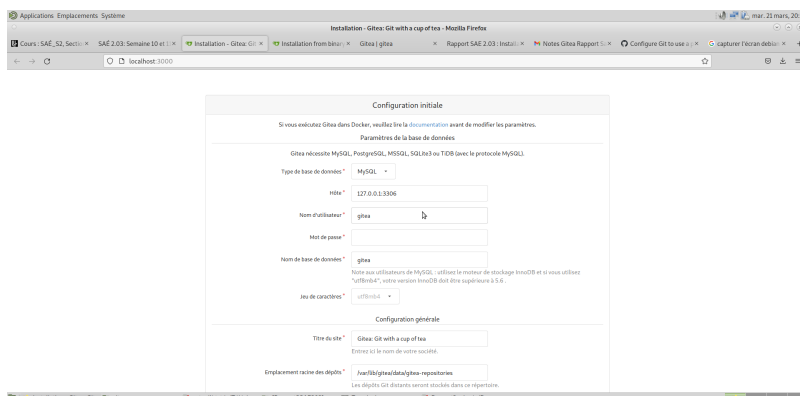 Applications Emplacements Système
mar. 21 mars, 20:
Installation - Gitea: Git with a cup of tea - Mozilla Firefox
Cours : SAÉ_S2, Sectio
SAÉ 2.03: Semaine 10 et 1
Installation - Gitea: Git
Installation from binary
Gitea | gitea
Rapport SAE 2.03 : Install
Notes Gitea Rapport S
Configure Git to use a p
capturer l'ecran debian
localhost:3000
Configuration initiale
Si vous exécutez Gitea dans Docker, veuillez lire la documentation avant de modifier les paramètres.
Paramètres de la base de données
Gitea nécessite MySQL, PostgreSQL, MSSQL, SQLite3 ou TiDB (avec le protocole MySQL).
Type de base de données * MySQL
Hôte * 127.0.0.1:3306
Nom d'utilisateur * gitea
Mot de passe *
Nom de base de données * gitea
Note aux utilisateurs de MySQL : utilisez le moteur de stockage InnoDB et si vous utilisez
"utf8mb4", votre version InnoDB doit être supérieure à 5.6 .
Jeu de caractères * utf8mb4
Configuration générale
Titre du site * Gitea: Git with a cup of tea
Entrez ici le nom de votre société.
Emplacement racine des dépôts * /var/lib/gitea/data/gitea-repositories
Les dépôts Git distants seront stockés dans ce répertoire.